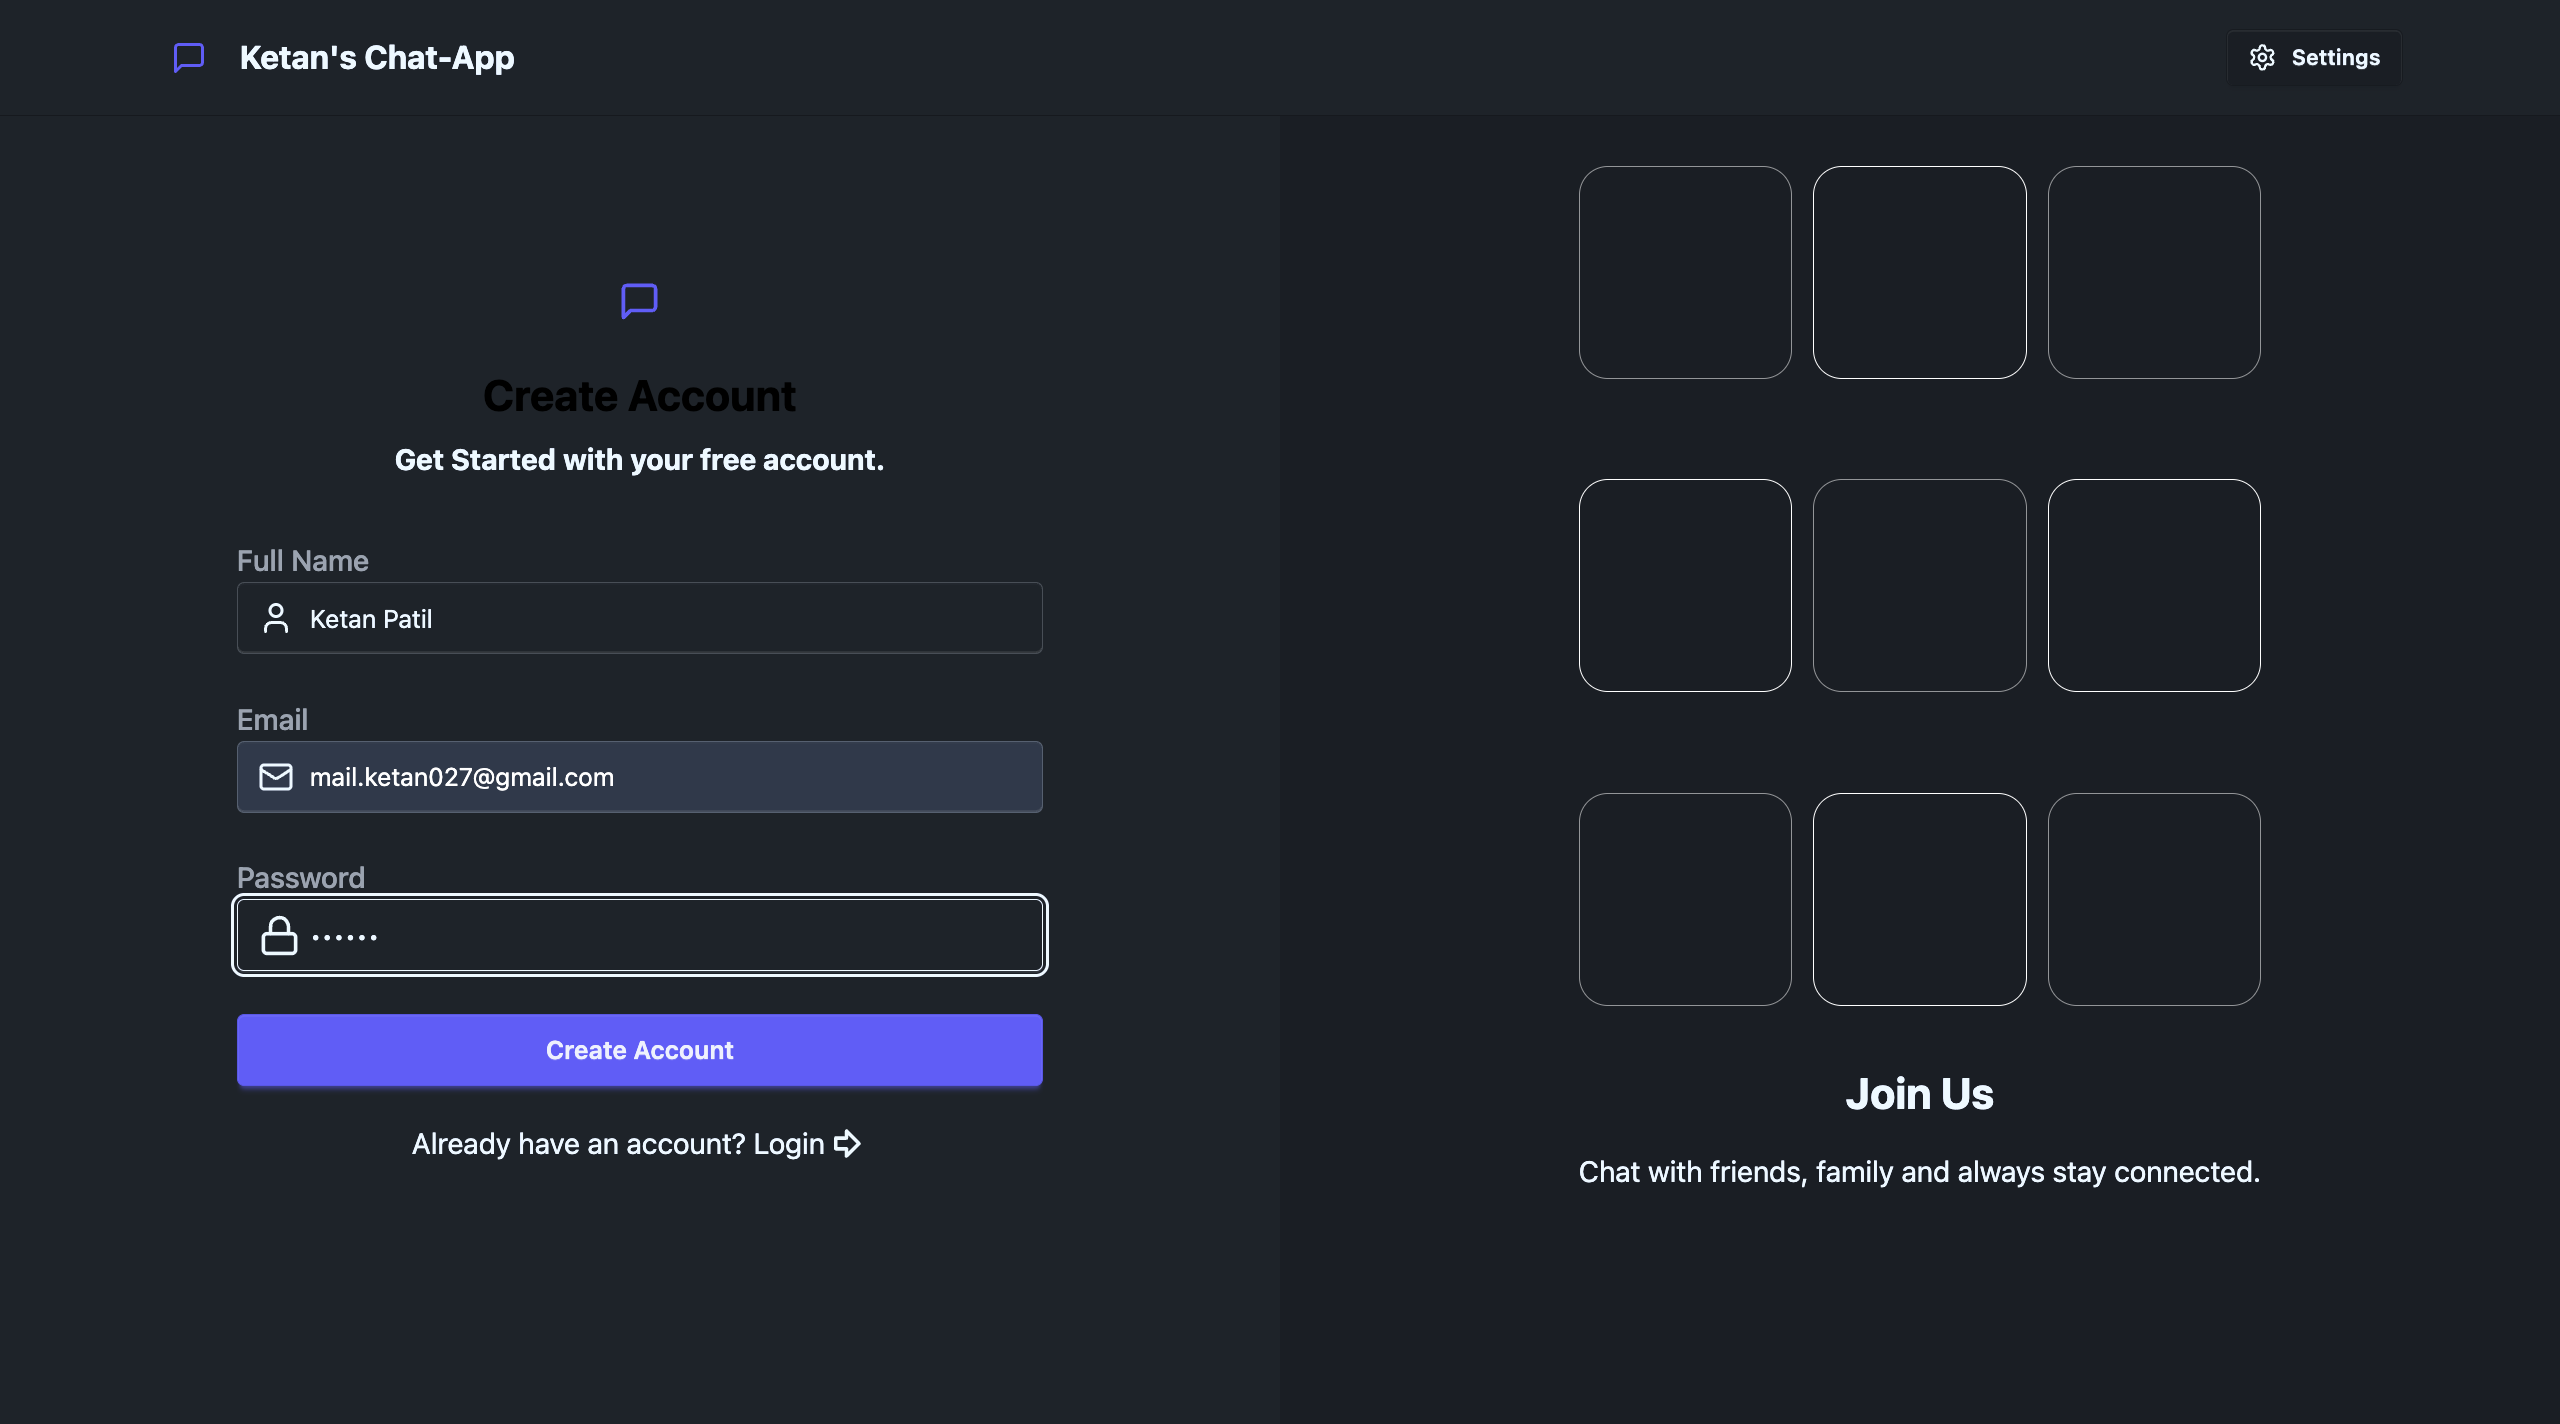 Ketan's Chat-App
Settings
Create Account
Get Started with your free account.
Full Name
Ketan Patil
Email
mail.ketan027@gmail.com
Password
••••••
Create Account
Already have an account? Login
Join Us
Chat with friends, family and always stay connected.